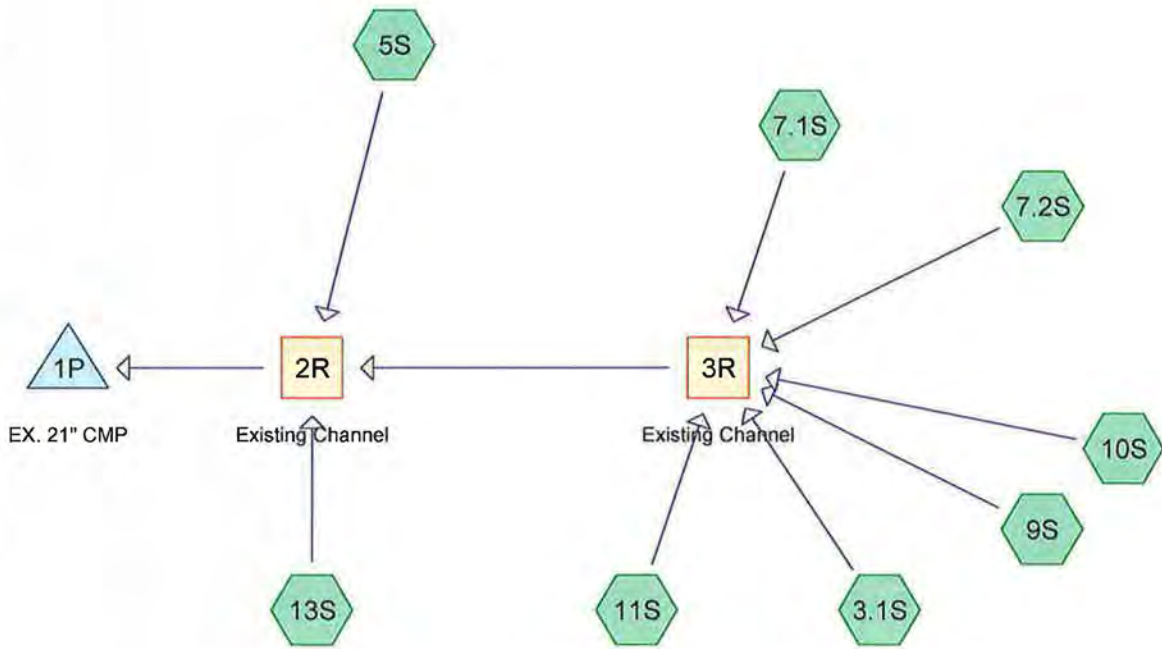 5S
7.1S
7.2S
1P
2R
3R
EX. 21" CMP
Existing Channel
Existing Channel
10S
9S
13S
11S
3.1S